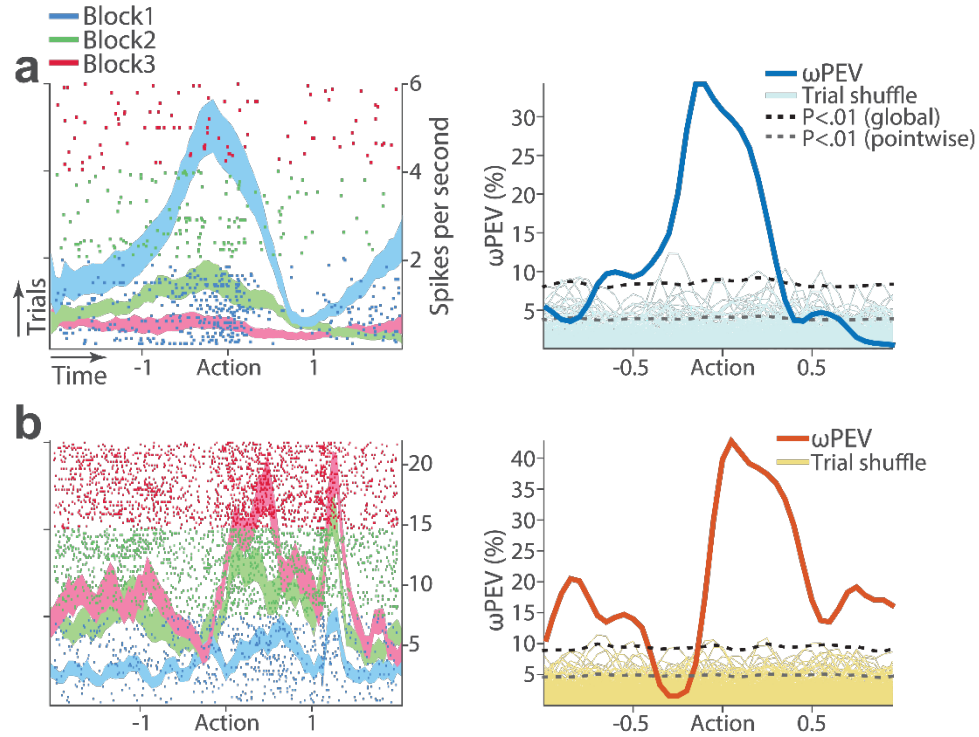 Block1
Block2
Block3
a
6
4
2
Spikes per second
Trials
Time
-1
Action
1
ωPEV
Trial shuffle
P<.01 (global)
P<.01 (pointwise)
30
25
20
15
10
5
ωPEV (%)
-0.5
Action
0.5
b
20
15
10
5
-1
Action
1
ωPEV
Trial shuffle
40
35
30
25
20
15
10
5
ωPEV (%)
-0.5
Action
0.5